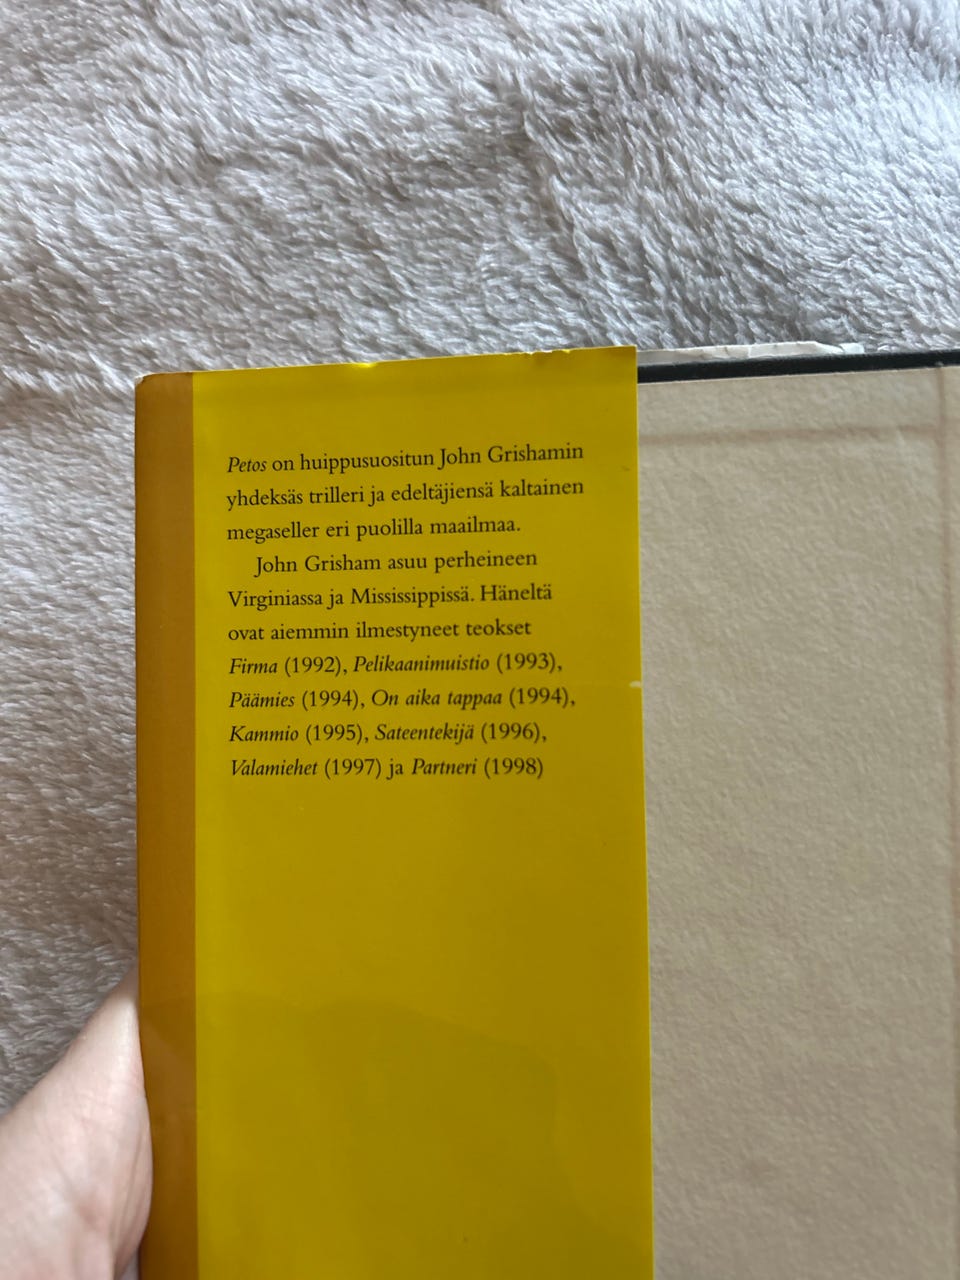 Petos on huippusuositun John Grishamin
yhdeksäs trilleri ja edeltäjiensä kaltainen
megaseller eri puolilla maailmaa.
John Grisham asuu perheineen
Virginiassa ja Mississippissä. Häneltä
ovat aiemmin ilmestyneet teokset
Firma (1992), Pelikaanimuistio (1993),
Päämies (1994), On aika tappaa (1994),
Kammio (1995), Sateentekijä (1996),
Valamiehet (1997) ja Partneri (1998)